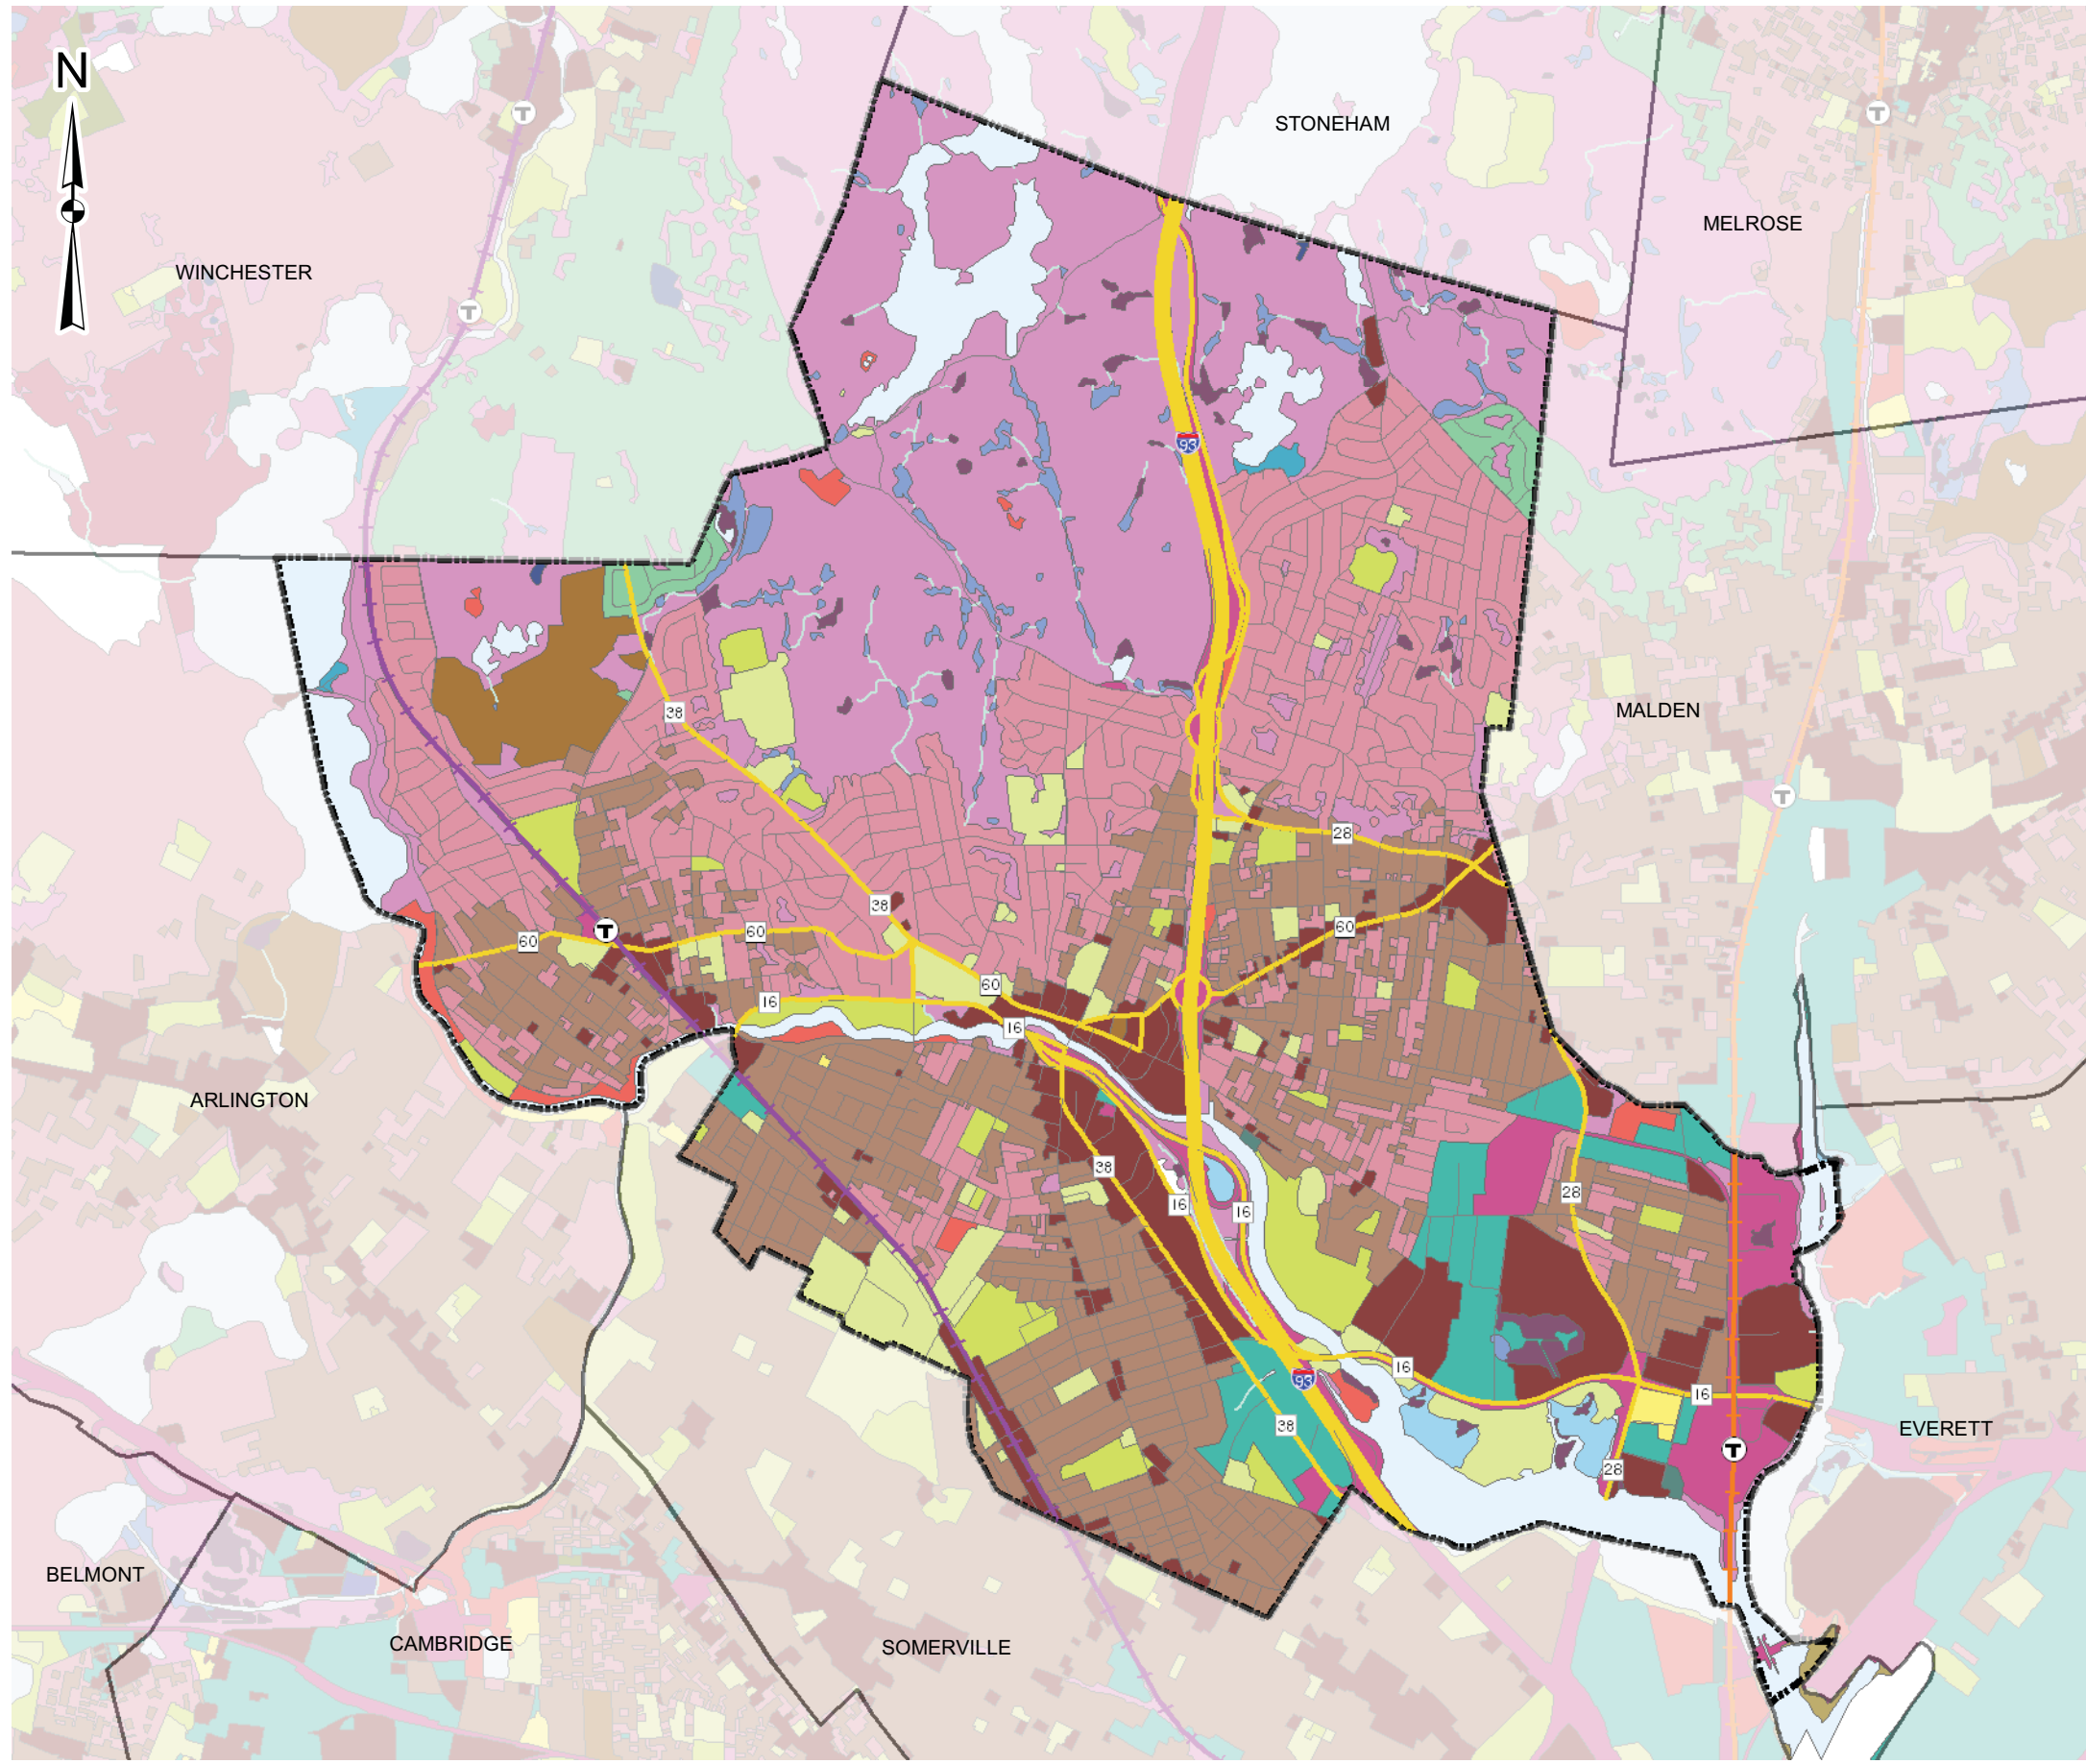 N
STONEHAM
T
T
MELROSE
WINCHESTER
T
93
38
MALDEN
T
28
38
60
T
60
60
60
16
16
ARLINGTON
38
28
16
16
16
93
16
38
EVERETT
T
28
BELMONT
CAMBRIDGE
SOMERVILLE